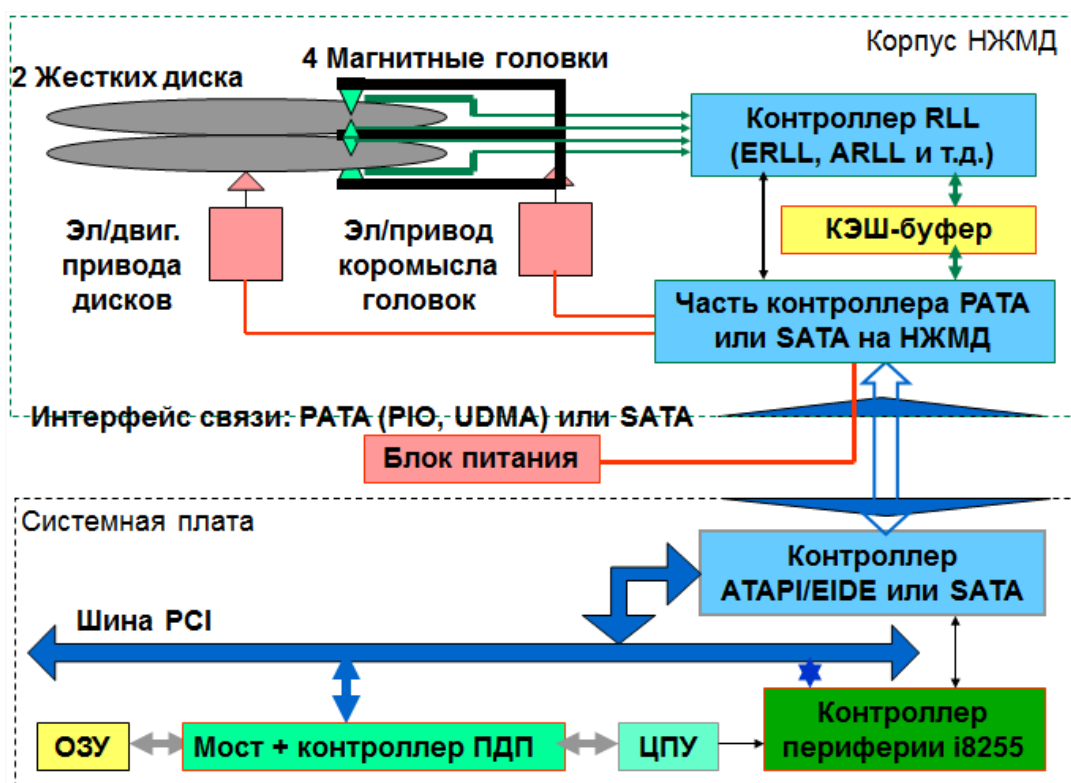 Корпус НЖМД
4 Магнитные головки
2 Жестких диска
Контроллер RLL
(ERLL, ARLL и т.д.)
КЭШ-буфер
Эл/двиг.
привода
дисков
Эл/привод
коромысла
головок
Часть контроллера PATA
или SATA на НЖМД
Интерфейс связи: PATA (PIO, UDMA) или SATA
Блок питания
Системная плата
Контроллер
ATAPI/EIDE или SATA
Шина PCI
ОЗУ
Мост + контроллер ПДП
ЦПУ
Контроллер
периферии i8255